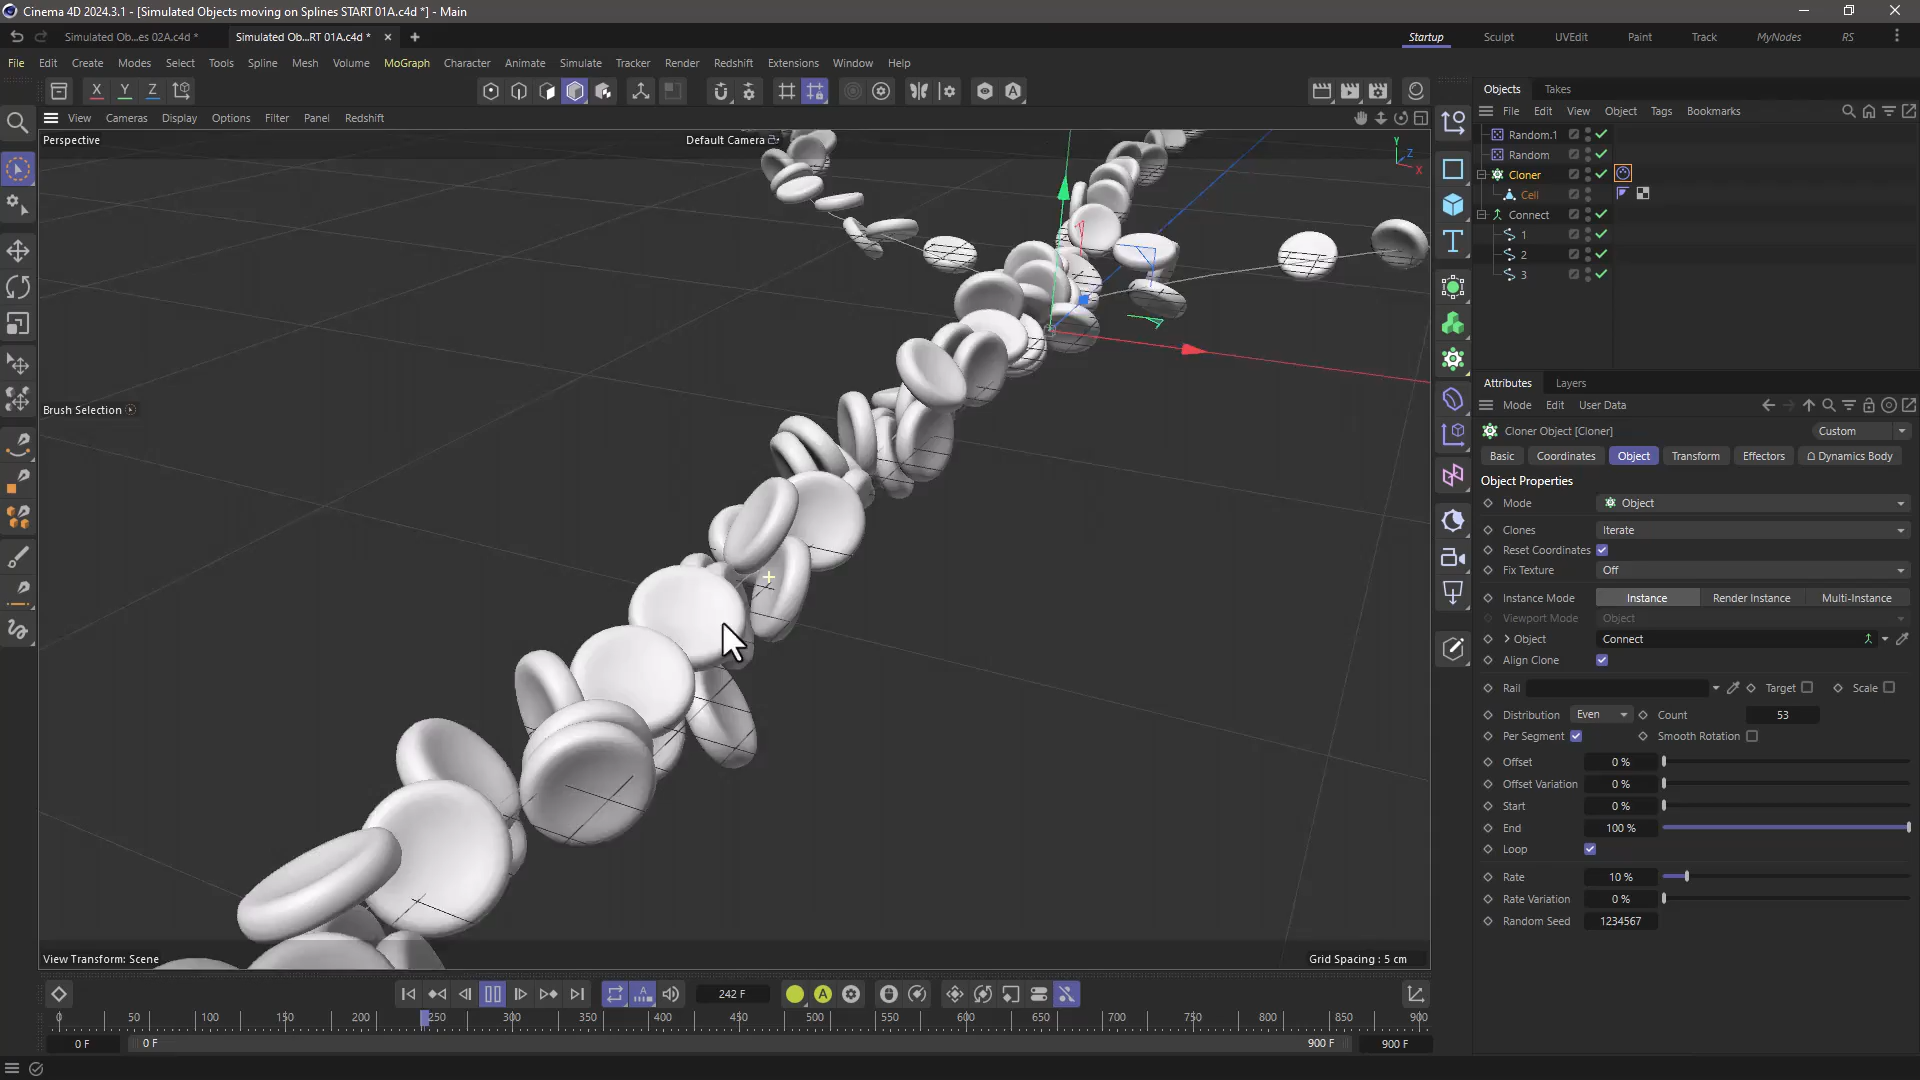 Cinema 4D 2024.3.1 - [Simulated Objects moving on Splines START 01A.c4d *] - Main
Simulated Ob...es 02A.c4d *
Simulated Ob...RT 01A.c4d *
Startup
Sculpt
UVEdit
Paint
Track
MyNodes
RS
File Edit Create Modes Select Tools Spline Mesh Volume MoGraph Character Animate Simulate Tracker Render Redshift Extensions Window Help
X Y Z
View Cameras Display Options Filter Panel Redshift
Perspective
Default Camera
Y
Z
X
Brush Selection
View Transform: Scene
Grid Spacing : 5 cm
Objects Takes
File Edit View Object Tags Bookmarks
Random.1
Random
Cloner
Cell
Connect
1
2
3
Attributes Layers
Mode Edit User Data
Cloner Object [Cloner]
Custom
Basic Coordinates Object Transform Effectors Dynamics Body
Object Properties
Mode Object
Clones Iterate
Reset Coordinates
Fix Texture Off
Instance Mode Instance Render Instance Multi-Instance
Viewport Mode Object
Object Connect
Align Clone
Rail Target Scale
Distribution Even Count 53
Per Segment Smooth Rotation
Offset 0 %
Offset Variation 0 %
Start 0 %
End 100 %
Loop
Rate 10 %
Rate Variation 0 %
Random Seed 1234567
242 F
0 50 100 150 200 250 300 350 400 450 500 550 600 650 700 750 800 850 900
0 F
0 F
900 F
900 F